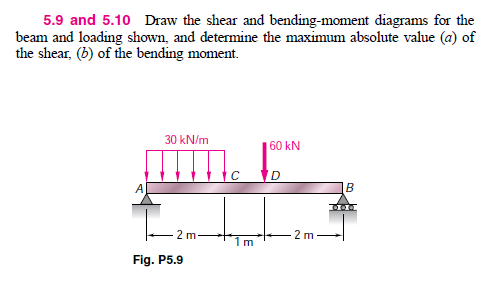 5.9 and 5.10 Draw the shear and bending-moment diagrams for the
beam and loading shown, and determine the maximum absolute value (a) of
the shear, (b) of the bending moment.
30 kN/m
60 kN
C
D
A
B
2 m
1 m
2 m
Fig. P5.9